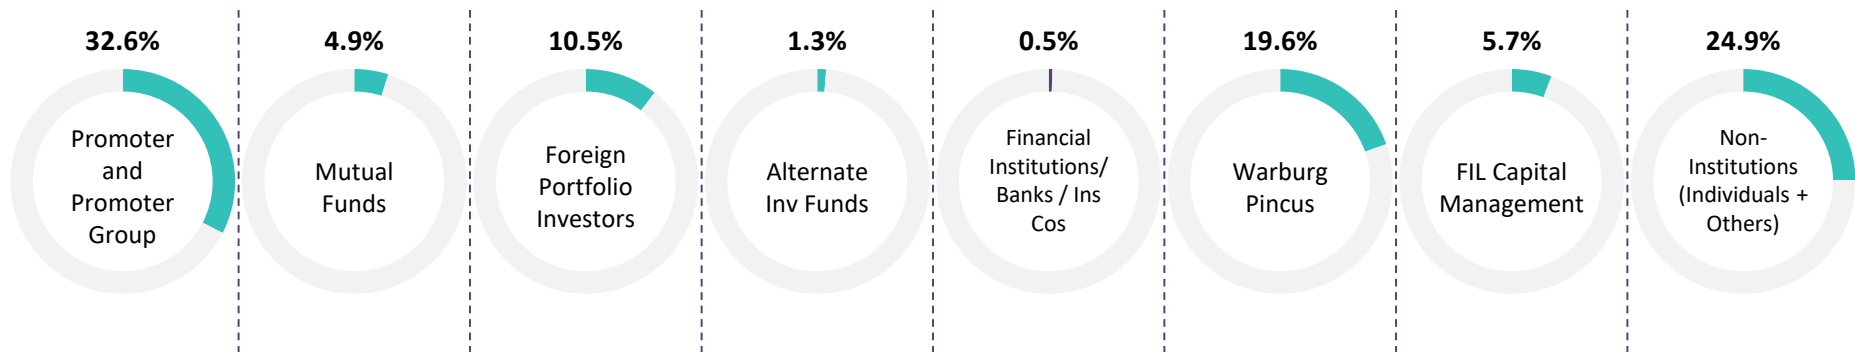 32.6%
Promoter
and
Promoter
Group
4.9%
Mutual
Funds
10.5%
Foreign
Portfolio
Investors
1.3%
Alternate
Inv Funds
0.5%
Financial
Institutions/
Banks / Ins
Cos
19.6%
Warburg
Pincus
5.7%
FIL Capital
Management
24.9%
Non-
Institutions
(Individuals +
Others)